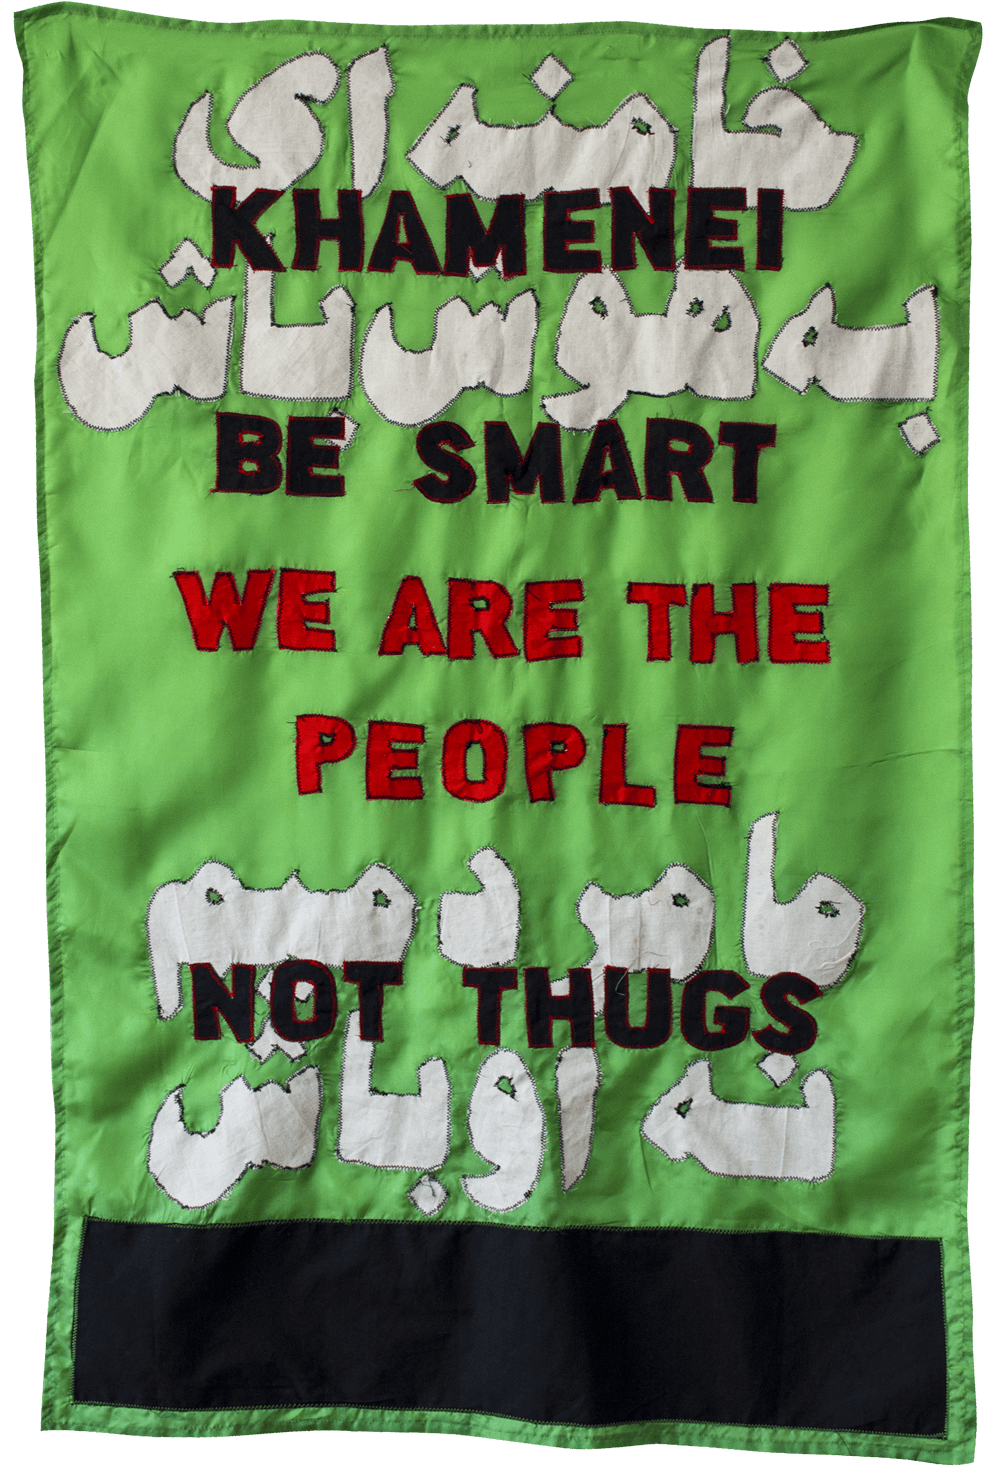 خامنه ای
KHAMENEI
به هوش باش
BE SMART
WE ARE THE
PEOPLE
ما مردمیم
NOT THUGS
نه اوباش